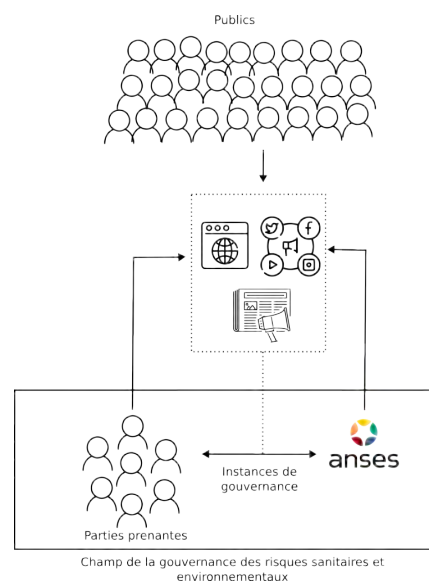 Publics
f
anses
Instances de
gouvernance
Parties prenantes
Champ de la gouvernance des risques sanitaires et
environnementaux